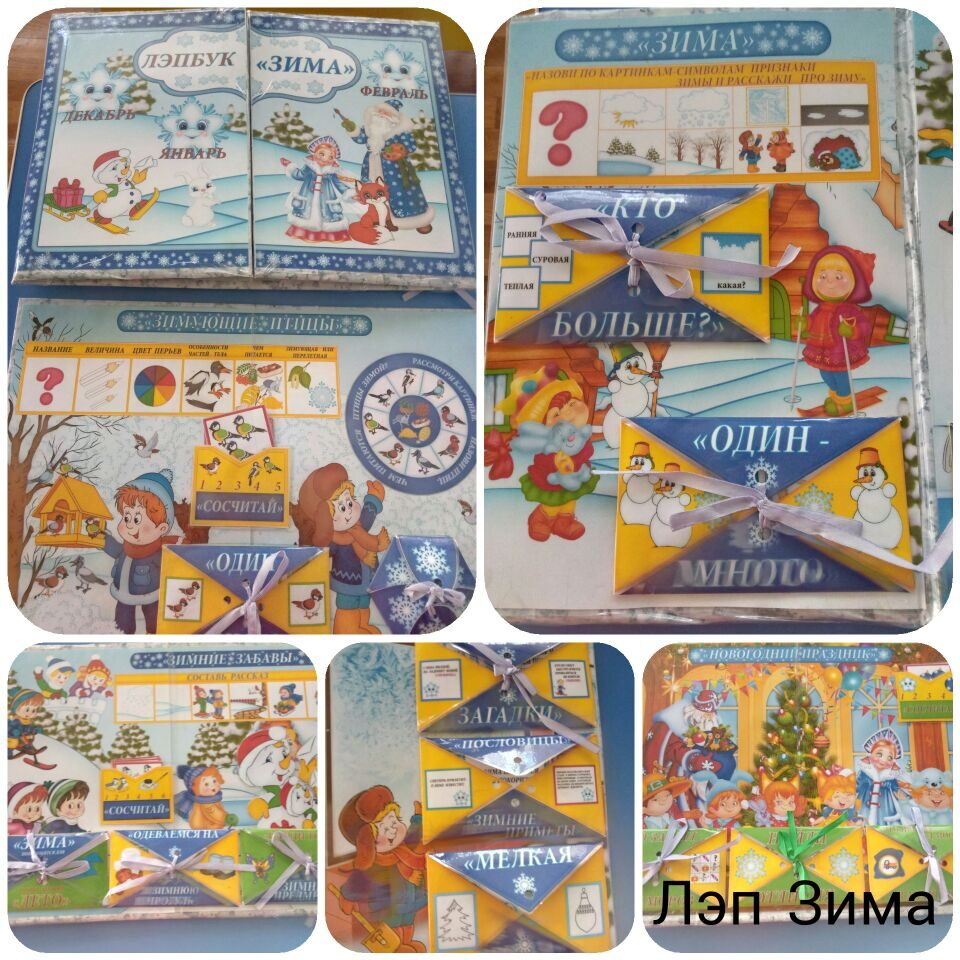 ЛЭПБУК «ЗИМА»
ДЕКАБРЬ
ЯНВАРЬ
ФЕВРАЛЬ
«ЗИМА»
«НАЗОВИ ПО КАРТИНКАМ-СИМВОЛАМ ПРИЗНАКИ
ЗИМЫ И РАССКАЖИ ПРО ЗИМУ»
«КТО
РАННЯЯ
СУРОВАЯ
ТЕПЛАЯ
какая?
БОЛЬШЕ?»
«ОДИН -
МНОГО»
ЗИМУЮЩИЕ ПТИЦЫ
НАЗВАНИЕ
ВЕЛИЧИНА
ЦВЕТ ПЕРЬЕВ
ОСОБЕННОСТИ
ЧАСТЕЙ ТЕЛА
ЧЕМ
ПИТАЕТСЯ
ЗИМУЮЩАЯ ИЛИ
ПЕРЕЛЕТНАЯ
РАССМОТРИ КАРТИНКИ
НАЗОВИ ПТИЦ
ЧЕМ ПИТАЮТСЯ ПТИЦЫ ЗИМОЙ?
1 2 3 4 5
«СОСЧИТАЙ»
«ОДИН
ЗИМНИЕ ЗАБАВЫ
СОСТАВЬ РАССКАЗ
«СОСЧИТАЙ»
«ЗИМА»
«ЛЕТО»
«ОДЕВАЕМСЯ НА
ЗИМНЮЮ
ЗАГАДКИ»
«ПОСЛОВИЦЫ»
«ЗИМНИЕ
ПРИМЕТЫ
«МЕЛКАЯ
«НОВОГОДНИЙ ПРАЗДНИК»
Лэп Зима